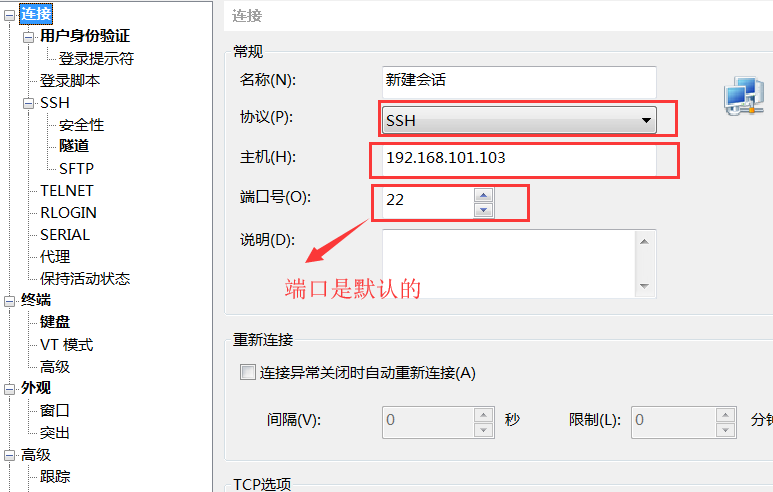 连接
用户身份验证
登录提示符
登录脚本
SSH
安全性
隧道
SFTP
TELNET
RLOGIN
SERIAL
代理
保持活动状态
终端
键盘
VT 模式
高级
外观
窗口
突出
高级
跟踪
连接
常规
名称(N):
新建会话
协议(P):
SSH
主机(H):
192.168.101.103
端口号(O):
22
说明(D):
端口是默认的
重新连接
连接异常关闭时自动重新连接(A)
间隔(V): 0 秒 限制(L): 0 分钟
TCP选项